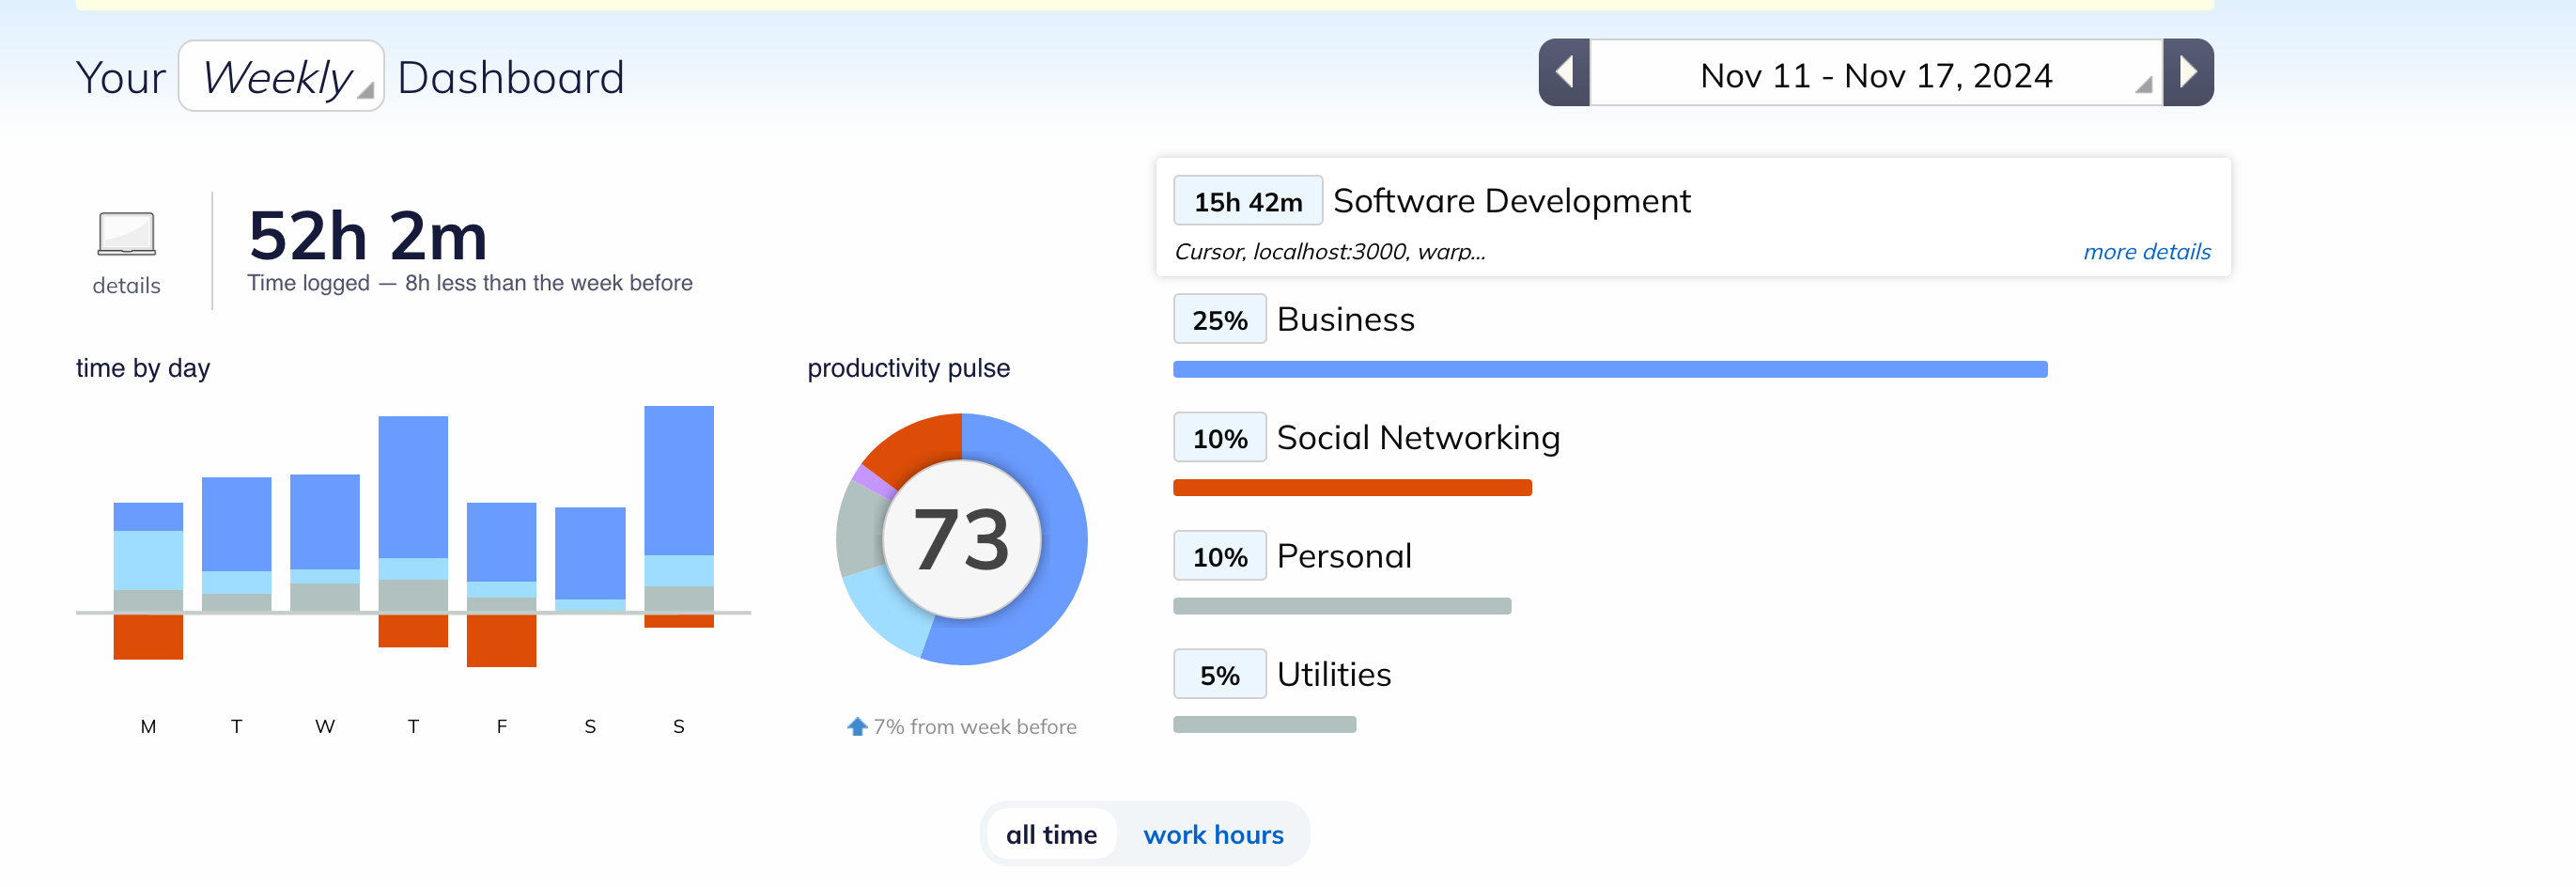 Your Weekly Dashboard
Nov 11 - Nov 17, 2024
details
52h 2m
Time logged — 8h less than the week before
time by day
M T W T F S S
productivity pulse
73
7% from week before
15h 42m Software Development
Cursor, localhost:3000, warp...
more details
25% Business
10% Social Networking
10% Personal
5% Utilities
all time
work hours